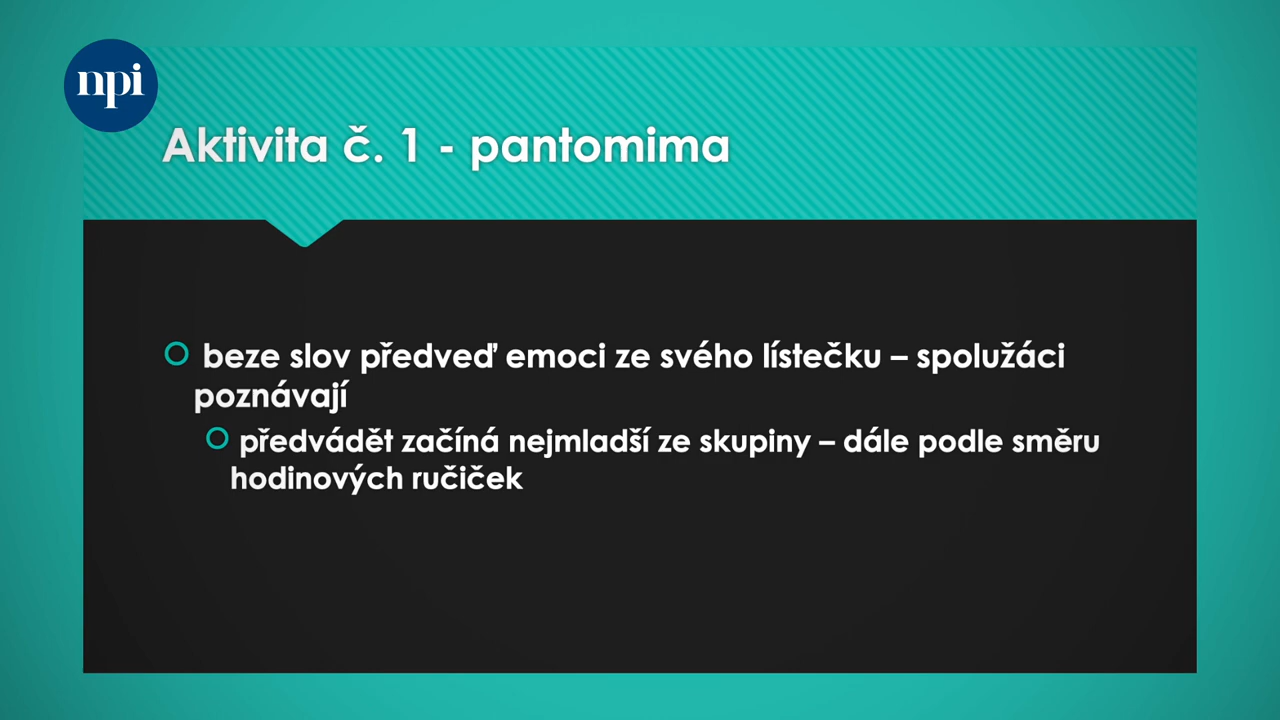 npi
Aktivita č. 1 - pantomima
beze slov předveď emoci ze svého lístečku – spolužáci
poznávají
předvádět začíná nejmladší ze skupiny – dále podle směru
hodinových ručiček